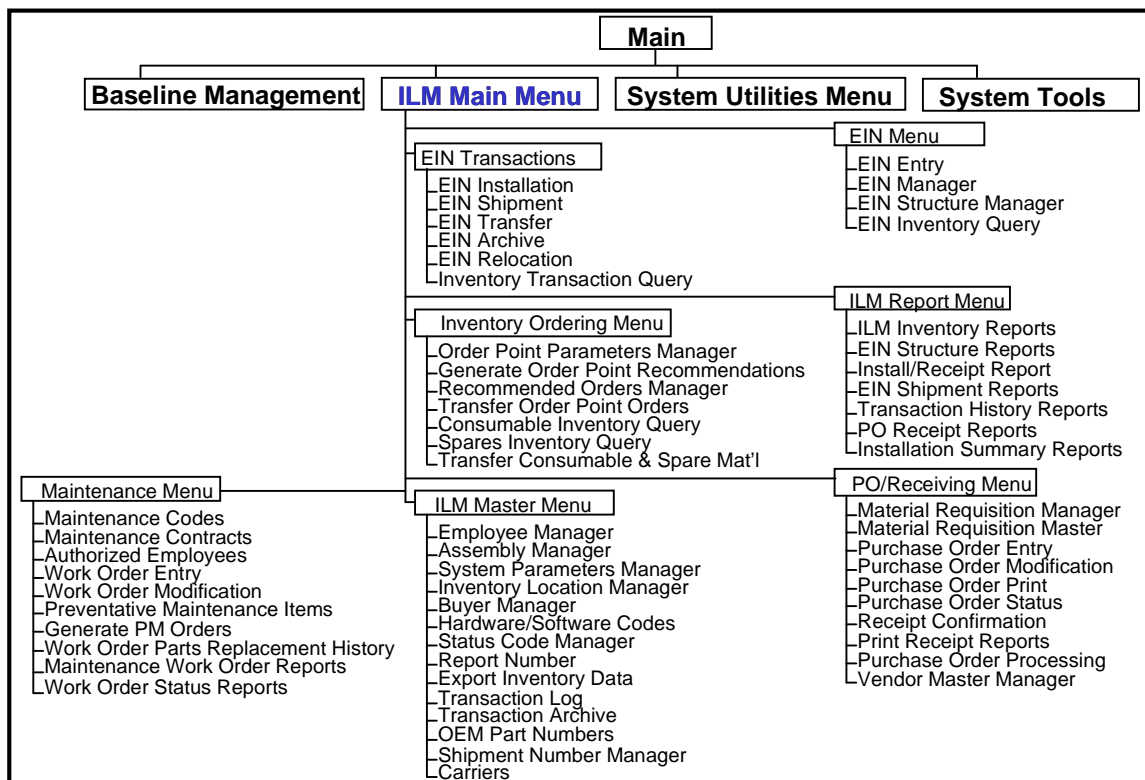 Main
Baseline Management
ILM Main Menu
System Utilities Menu
System Tools
EIN Menu
EIN Entry
EIN Manager
EIN Structure Manager
EIN Inventory Query
EIN Transactions
EIN Installation
EIN Shipment
EIN Transfer
EIN Archive
EIN Relocation
Inventory Transaction Query
ILM Report Menu
ILM Inventory Reports
EIN Structure Reports
Install/Receipt Report
EIN Shipment Reports
Transaction History Reports
PO Receipt Reports
Installation Summary Reports
Inventory Ordering Menu
Order Point Parameters Manager
Generate Order Point Recommendations
Recommended Orders Manager
Transfer Order Point Orders
Consumable Inventory Query
Spares Inventory Query
Transfer Consumable & Spare Mat'l
Maintenance Menu
Maintenance Codes
Maintenance Contracts
Authorized Employees
Work Order Entry
Work Order Modification
Preventative Maintenance Items
Generate PM Orders
Work Order Parts Replacement History
Maintenance Work Order Reports
Work Order Status Reports
ILM Master Menu
Employee Manager
Assembly Manager
System Parameters Manager
Inventory Location Manager
Buyer Manager
Hardware/Software Codes
Status Code Manager
Report Number
Export Inventory Data
Transaction Log
Transaction Archive
OEM Part Numbers
Shipment Number Manager
Carriers
PO/Receiving Menu
Material Requisition Manager
Material Requisition Master
Purchase Order Entry
Purchase Order Modification
Purchase Order Print
Purchase Order Status
Receipt Confirmation
Print Receipt Reports
Purchase Order Processing
Vendor Master Manager